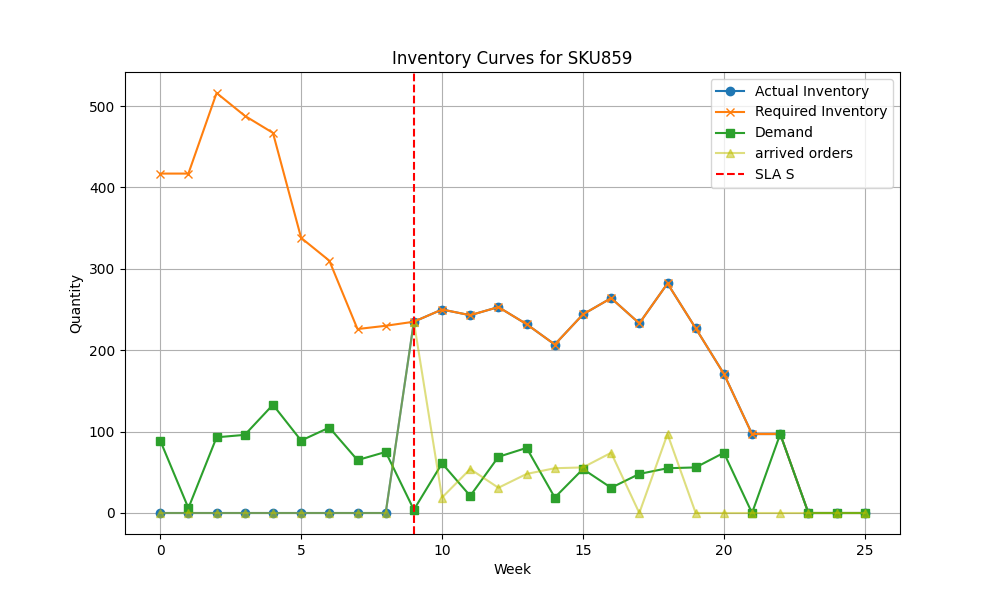 Inventory Curves for SKU859
Actual Inventory
Required Inventory
Demand
arrived orders
SLA S
Quantity
500
400
300
200
100
0
0 5 10 15 20 25
Week